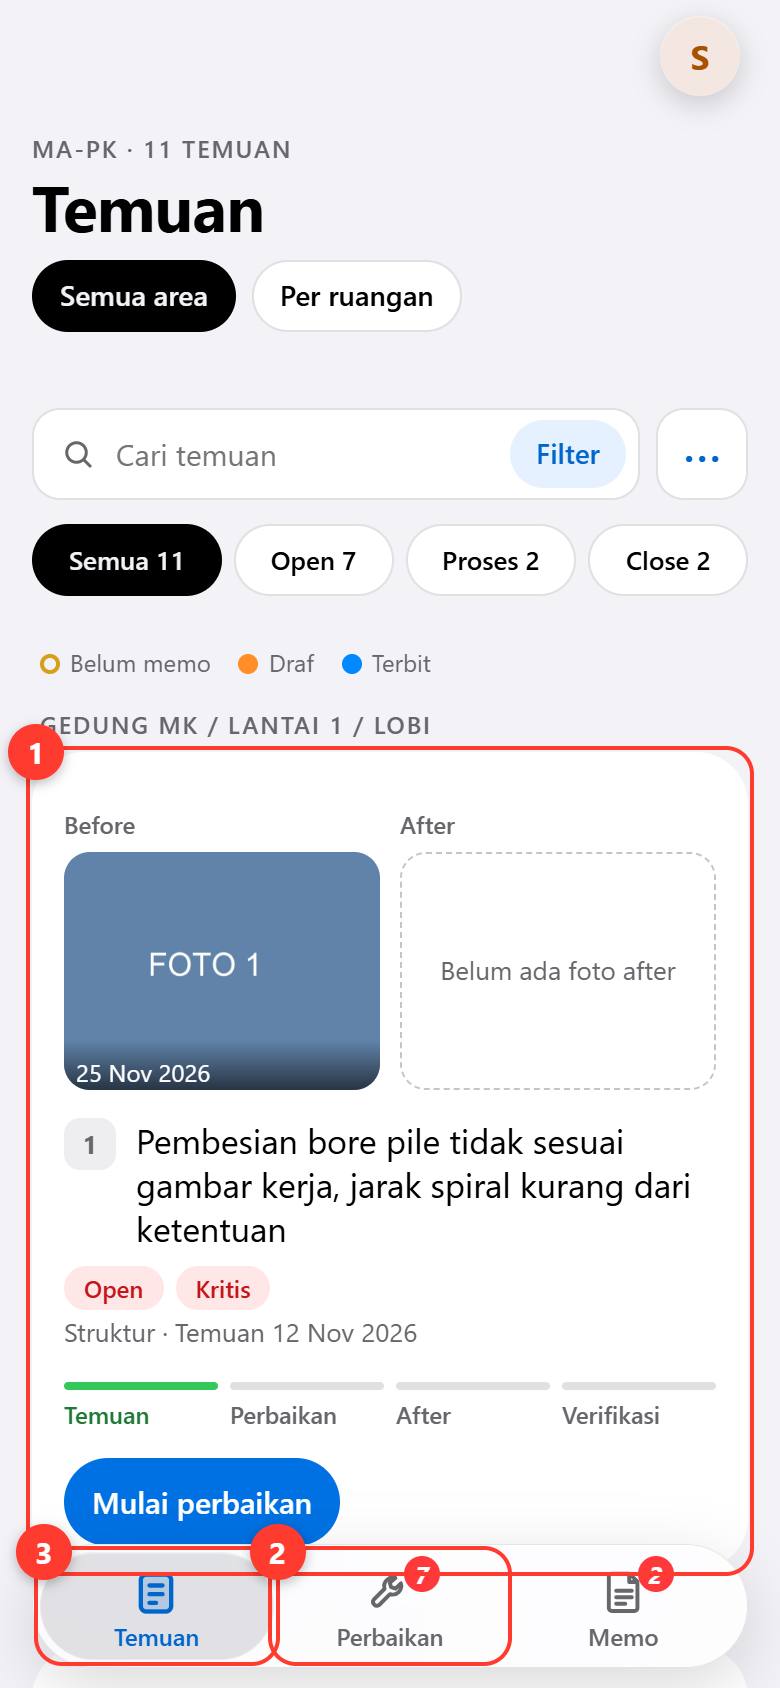 S
MA-PK · 11 TEMUAN
Temuan
Semua area
Per ruangan
Cari temuan
Filter
...
Semua 11
Open 7
Proses 2
Close 2
Belum memo
Draf
Terbit
GEDUNG MK / LANTAI 1 / LOBI
1
Before
After
FOTO 1
25 Nov 2026
Belum ada foto after
1
Pembesian bore pile tidak sesuai
gambar kerja, jarak spiral kurang dari
ketentuan
Open
Kritis
Struktur · Temuan 12 Nov 2026
Temuan
Perbaikan
After
Verifikasi
Mulai perbaikan
3
2
7
2
Temuan
Perbaikan
Memo